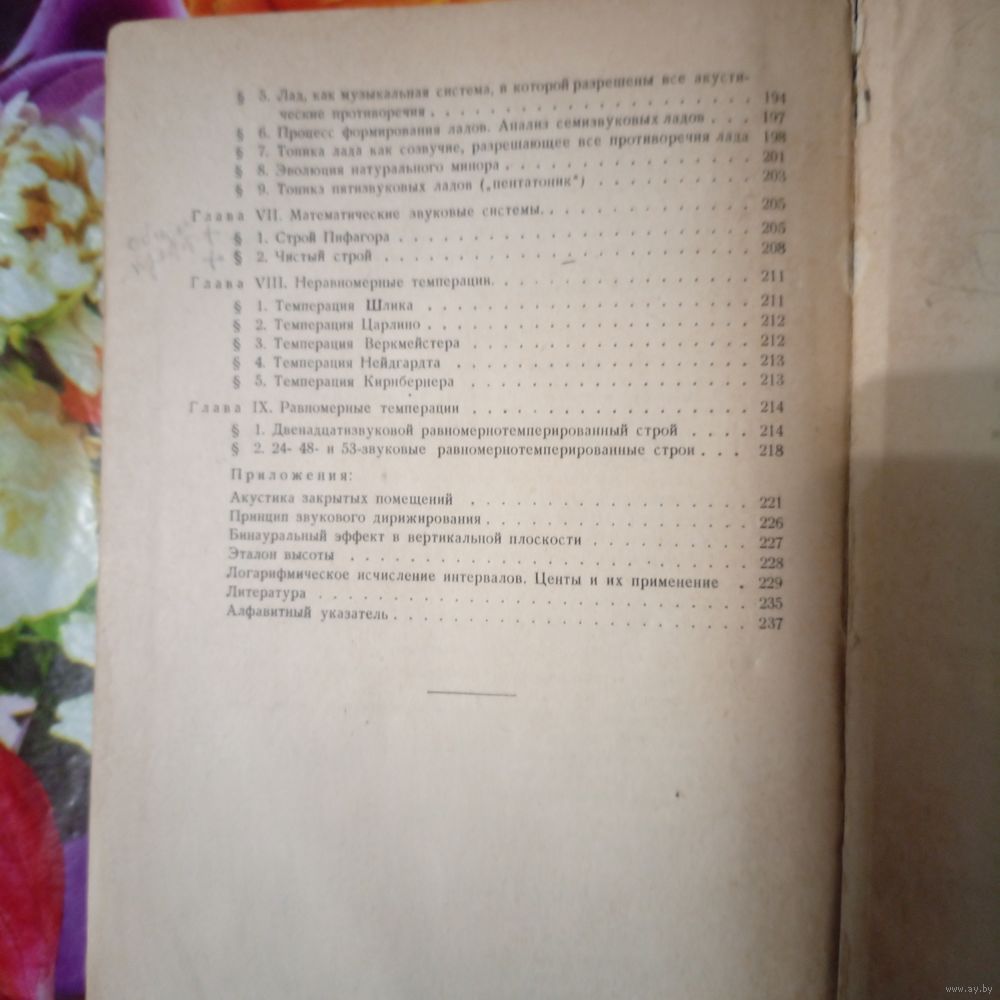 § 5. Лад, как музыкальная система, в которой разрешены все акусти-
ческие противоречия . . . . . . . . . . . . . . . . . 194
§ 6. Процесс формирования ладов. Анализ семизвуковых ладов . . . 197
§ 7. Тоника лада как созвучие, разрешающее все противоречия лада 198
§ 8. Эволюция натурального минора . . . . . . . . . . . . . 201
§ 9. Тоника пятизвуковых ладов („пентатоник“) . . . . . . . . . 203
Глава VII. Математические звуковые системы. . . . . . . . . . . . 205
§ 1. Строй Пифагора . . . . . . . . . . . . . . . . . . . 205
§ 2. Чистый строй . . . . . . . . . . . . . . . . . . . . 208
Глава VIII. Неравномерные темперации. . . . . . . . . . . . . . 211
§ 1. Темперация Шлика . . . . . . . . . . . . . . . . . 211
§ 2. Темперация Царлино . . . . . . . . . . . . . . . . . 212
§ 3. Темперация Веркмейстера . . . . . . . . . . . . . . . 212
§ 4. Темперация Нейдгардта . . . . . . . . . . . . . . . . 213
§ 5. Темперация Кирнбернера . . . . . . . . . . . . . . . 213
Глава IX. Равномерные темперации . . . . . . . . . . . . . . . 214
§ 1. Двенадцатизвуковой равномернотемперированный строй . . . . 214
§ 2. 24- 48- и 53-звуковые равномернотемперированные строи . . . 218
Приложения:
Акустика закрытых помещений . . . . . . . . . . . . . . . 221
Принцип звукового дирижирования . . . . . . . . . . . . . . 226
Бинауральный эффект в вертикальной плоскости . . . . . . . . . 227
Эталон высоты . . . . . . . . . . . . . . . . . . . . . 228
Логарифмическое исчисление интервалов. Центы и их применение . 229
Литература . . . . . . . . . . . . . . . . . . . . . . . 235
Алфавитный указатель . . . . . . . . . . . . . . . . . . . 237
www.ay.by